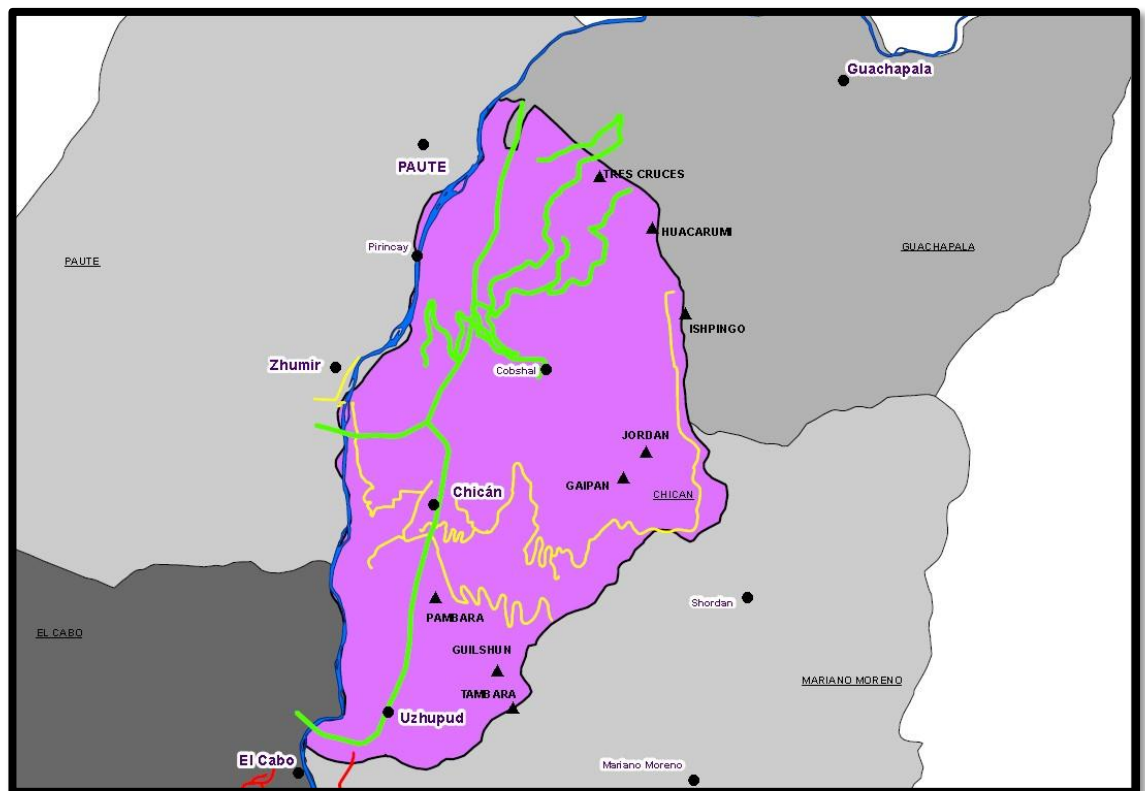 Guachapala
PAUTE
TRES CRUCES
HUACARUMI
GUACHAPALA
Pirincay
PAUTE
ISHPINGO
Zhumir
Cobshal
JORDAN
GAIPAN
CHICAN
Chicán
PAMBARA
Shordan
EL CABO
GUILSHUN
MARIANO MORENO
TAMBARA
Uzhupud
El Cabo
Mariano Moreno